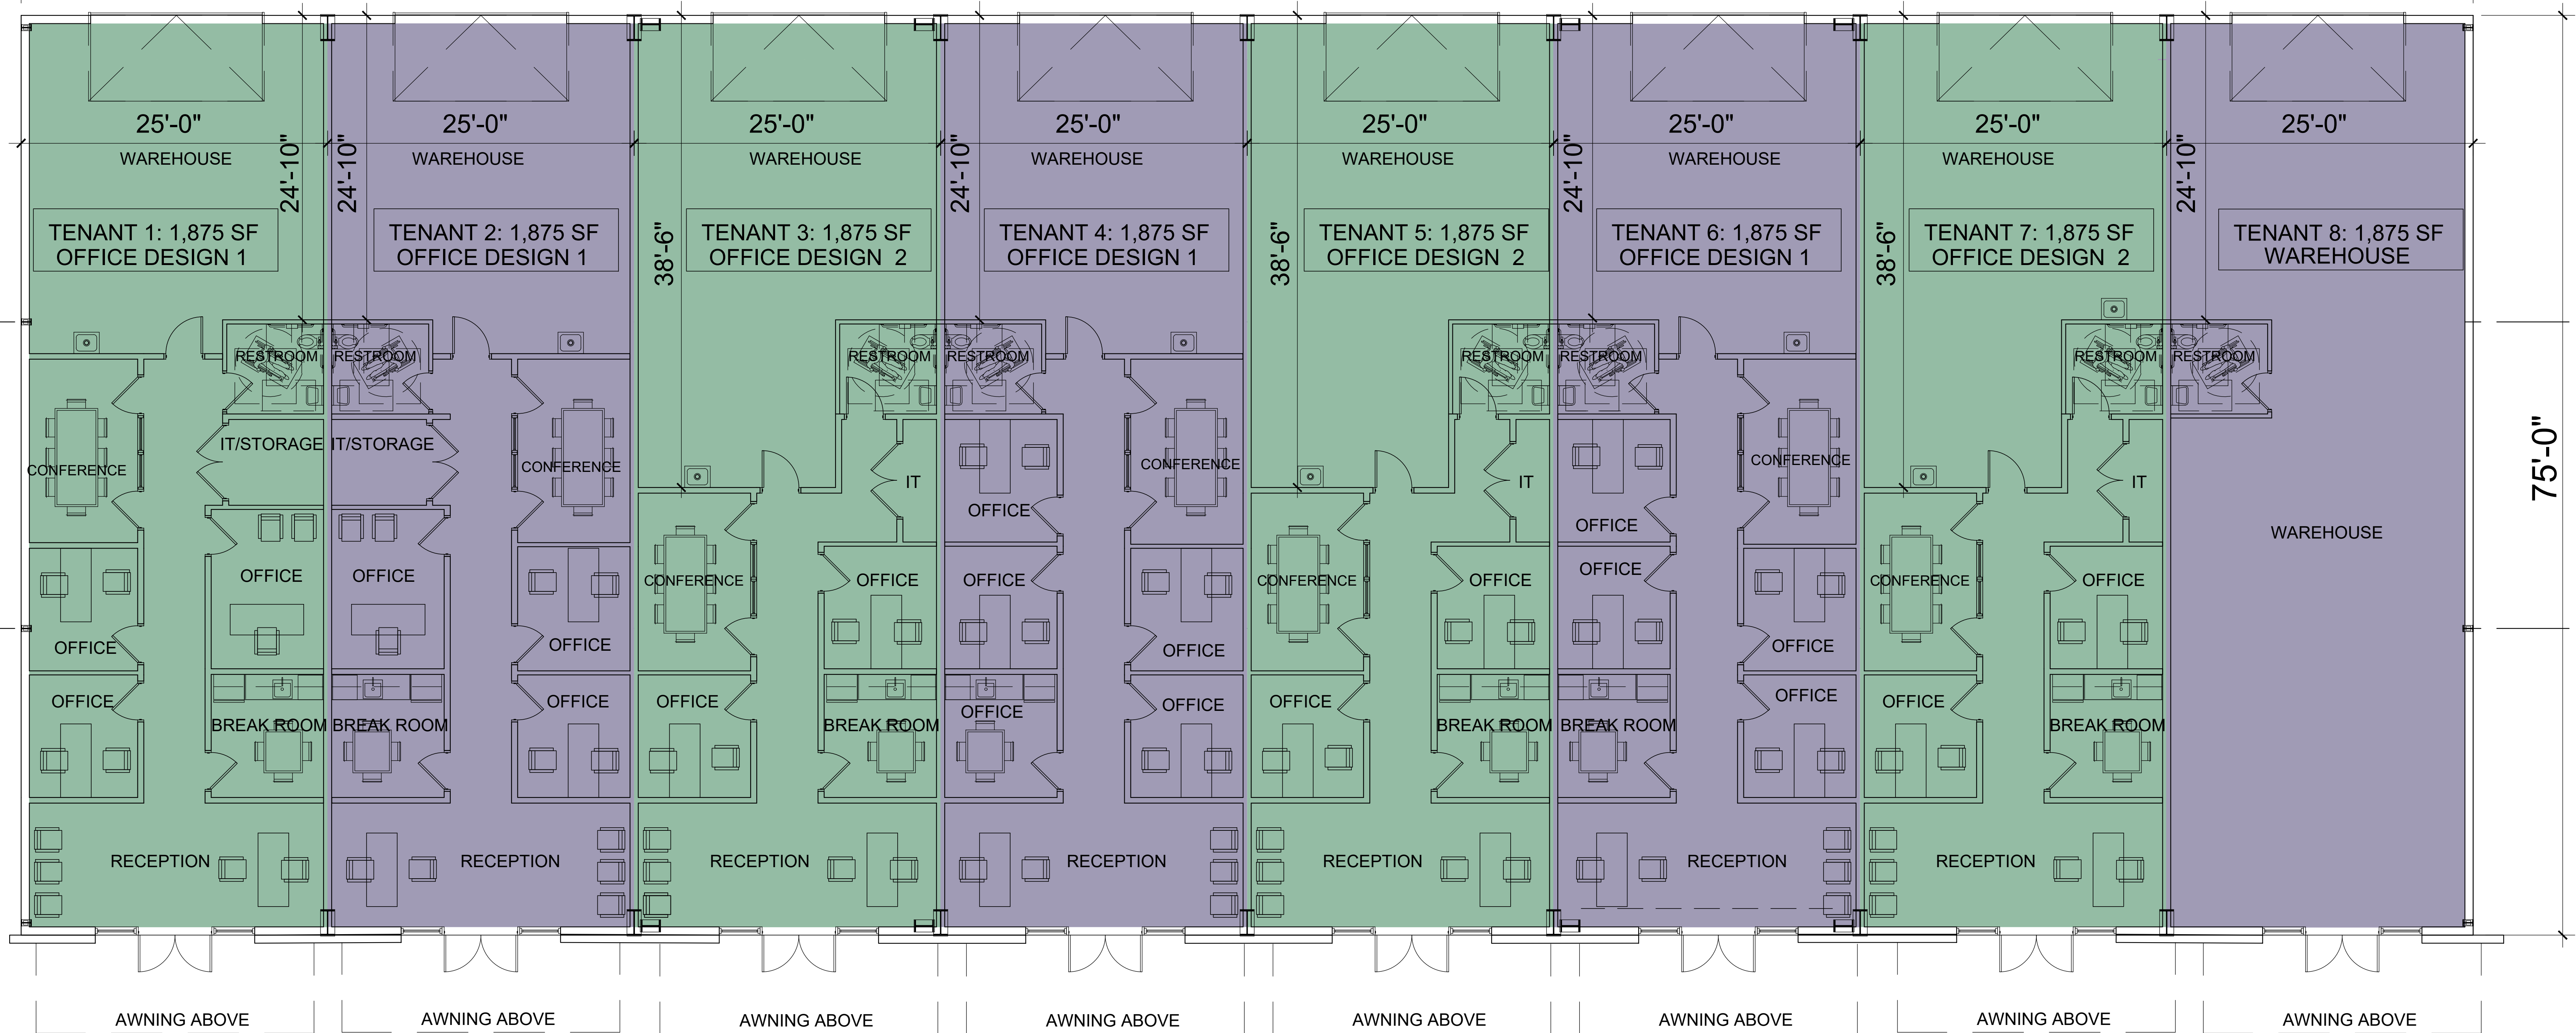 25'-0" 25'-0" 25'-0" 25'-0" 25'-0" 25'-0" 25'-0" 25'-0"
WAREHOUSE WAREHOUSE WAREHOUSE WAREHOUSE WAREHOUSE WAREHOUSE WAREHOUSE
24'-10" 24'-10" 24'-10" 24'-10" 24'-10"
TENANT 1: 1,875 SF
OFFICE DESIGN 1
TENANT 2: 1,875 SF
OFFICE DESIGN 1
38'-6"
TENANT 3: 1,875 SF
OFFICE DESIGN 2
TENANT 4: 1,875 SF
OFFICE DESIGN 1
38'-6"
TENANT 5: 1,875 SF
OFFICE DESIGN 2
TENANT 6: 1,875 SF
OFFICE DESIGN 1
38'-6"
TENANT 7: 1,875 SF
OFFICE DESIGN 2
TENANT 8: 1,875 SF
WAREHOUSE
RESTROOM RESTROOM RESTROOM RESTROOM RESTROOM RESTROOM RESTROOM RESTROOM
IT/STORAGE IT/STORAGE
CONFERENCE CONFERENCE CONFERENCE CONFERENCE
75'-0"
IT IT IT
OFFICE OFFICE
WAREHOUSE
OFFICE OFFICE OFFICE OFFICE OFFICE OFFICE OFFICE
CONFERENCE CONFERENCE CONFERENCE
OFFICE OFFICE OFFICE OFFICE
OFFICE OFFICE OFFICE OFFICE OFFICE OFFICE OFFICE
OFFICE
BREAK ROOM BREAK ROOM BREAK ROOM BREAK ROOM BREAK ROOM BREAK ROOM
RECEPTION RECEPTION RECEPTION RECEPTION RECEPTION RECEPTION RECEPTION
AWNING ABOVE AWNING ABOVE AWNING ABOVE AWNING ABOVE AWNING ABOVE AWNING ABOVE AWNING ABOVE AWNING ABOVE